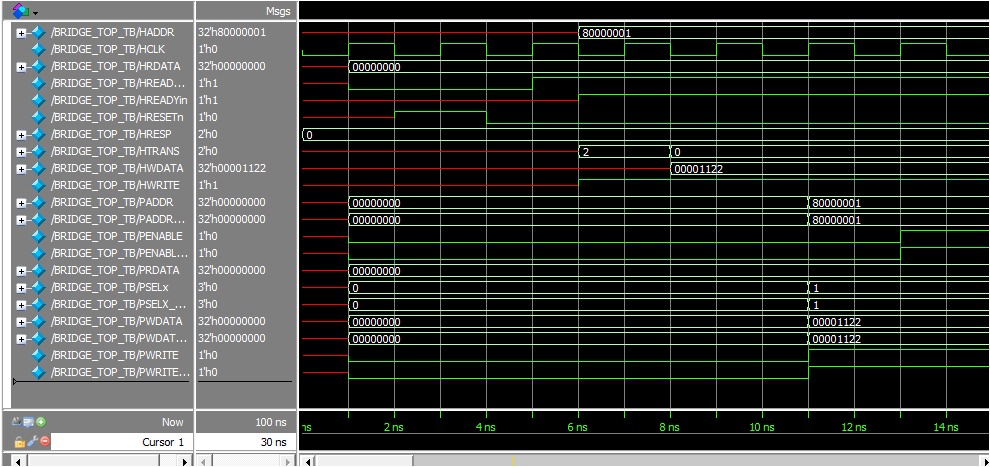 Msgs
/BRIDGE_TOP_TB/HADDR 32'h80000001 80000001
/BRIDGE_TOP_TB/HCLK 1'h0
/BRIDGE_TOP_TB/HRDATA 32'h00000000 00000000
/BRIDGE_TOP_TB/HREAD... 1'h1
/BRIDGE_TOP_TB/HREADYin 1'h1
/BRIDGE_TOP_TB/HRESETn 1'h0
/BRIDGE_TOP_TB/HRESP 2'h0 0
/BRIDGE_TOP_TB/HTRANS 2'h0 2 0
/BRIDGE_TOP_TB/HWDATA 32'h00001122 00001122
/BRIDGE_TOP_TB/HWRITE 1'h1
/BRIDGE_TOP_TB/PADDR 32'h00000000 00000000 80000001
/BRIDGE_TOP_TB/PADDR... 32'h00000000 00000000 80000001
/BRIDGE_TOP_TB/PENABLE 1'h0
/BRIDGE_TOP_TB/PENABL... 1'h0
/BRIDGE_TOP_TB/PRDATA 32'h00000000 00000000
/BRIDGE_TOP_TB/PSELx 3'h0 0 1
/BRIDGE_TOP_TB/PSELX_... 3'h0 0 1
/BRIDGE_TOP_TB/PWDATA 32'h00000000 00000000 00001122
/BRIDGE_TOP_TB/PWDAT... 32'h00000000 00000000 00001122
/BRIDGE_TOP_TB/PWRITE 1'h0
/BRIDGE_TOP_TB/PWRITE... 1'h0
Now 100 ns ns 2 ns 4 ns 6 ns 8 ns 10 ns 12 ns 14 ns
Cursor 1 30 ns